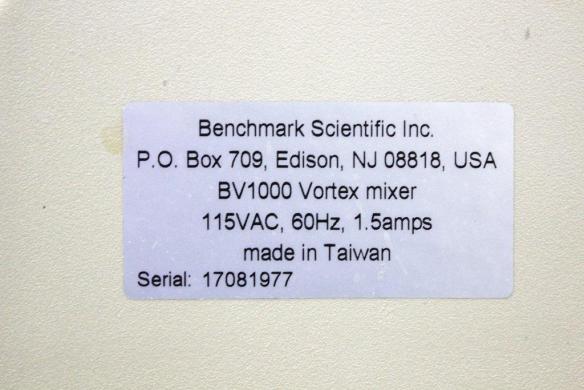 Benchmark Scientific Inc.
P.O. Box 709, Edison, NJ 08818, USA
BV1000 Vortex mixer
115VAC, 60Hz, 1.5amps
made in Taiwan
Serial: 17081977